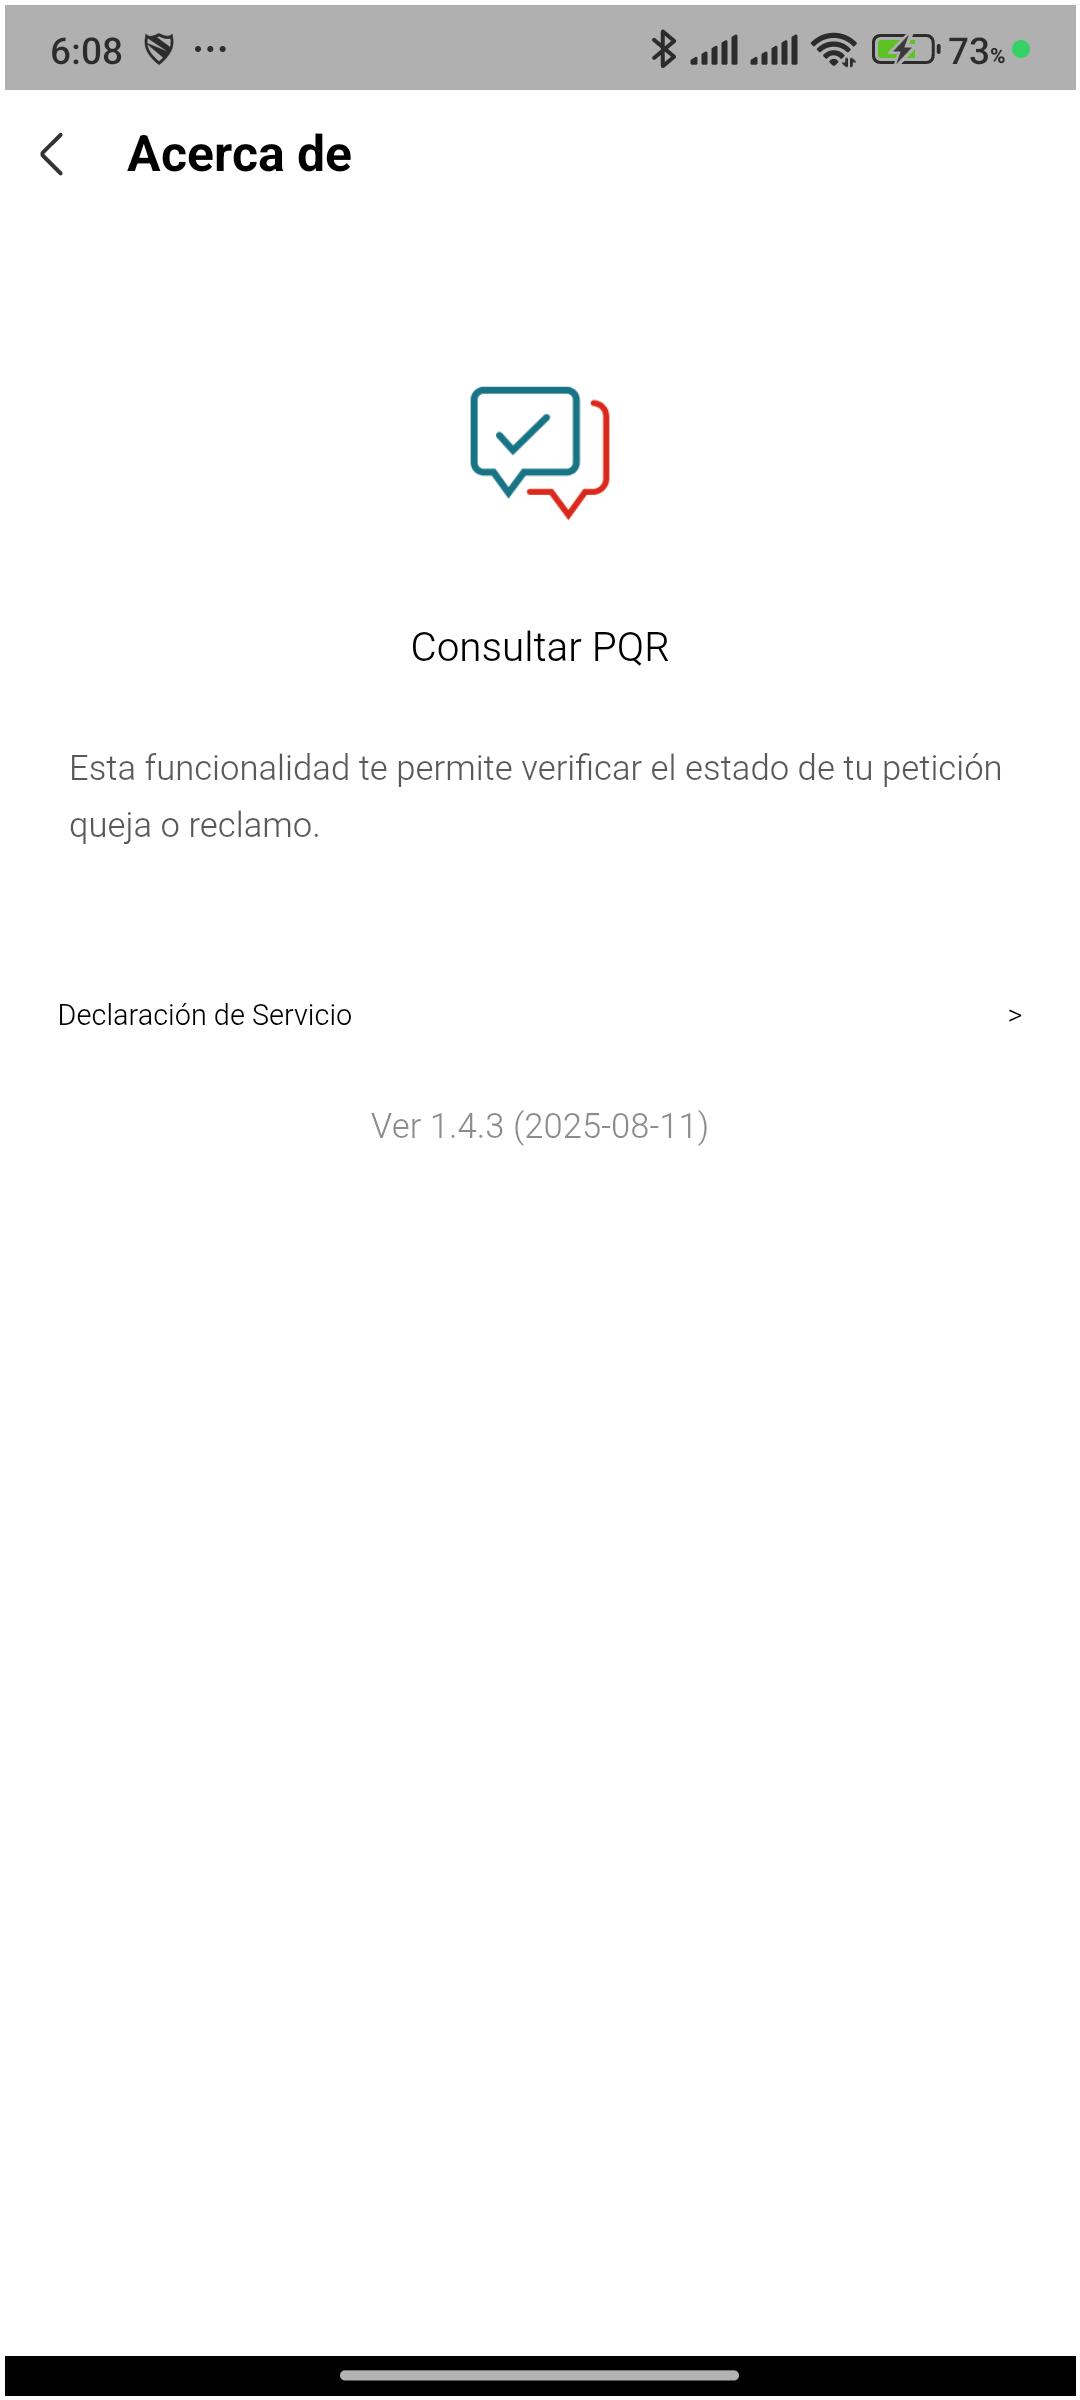 6:08 ... 73%
Acerca de
Consultar PQR
Esta funcionalidad te permite verificar el estado de tu petición
queja o reclamo.
Declaración de Servicio >
Ver 1.4.3 (2025-08-11)